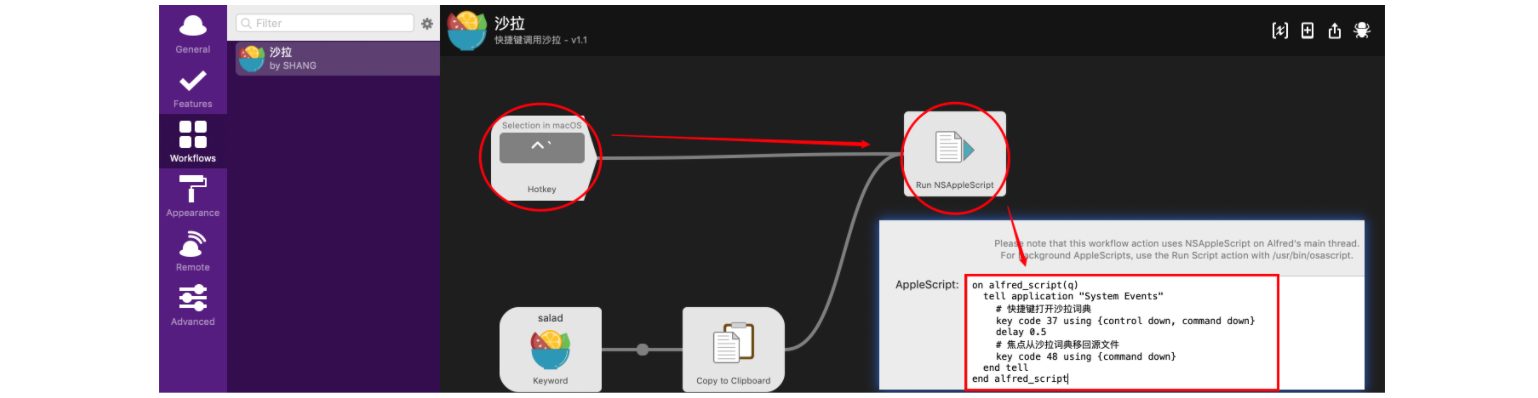 General
Features
Workflows
Appearance
Remote
Advanced
Filter
沙拉
by SHANG
沙拉
快捷键调用沙拉 - v1.1
[x]
Selection in macOS
^`
Hotkey
Run NSAppleScript
salad
Keyword
Copy to Clipboard
Please note that this workflow action uses NSAppleScript on Alfred's main thread.
For background AppleScripts, use the Run Script action with /usr/bin/osascript.
AppleScript:
on alfred_script(q)
tell application "System Events"
# 快捷键打开沙拉词典
key code 37 using {control down, command down}
delay 0.5
# 焦点从沙拉词典移回源文件
key code 48 using {command down}
end tell
end alfred_script